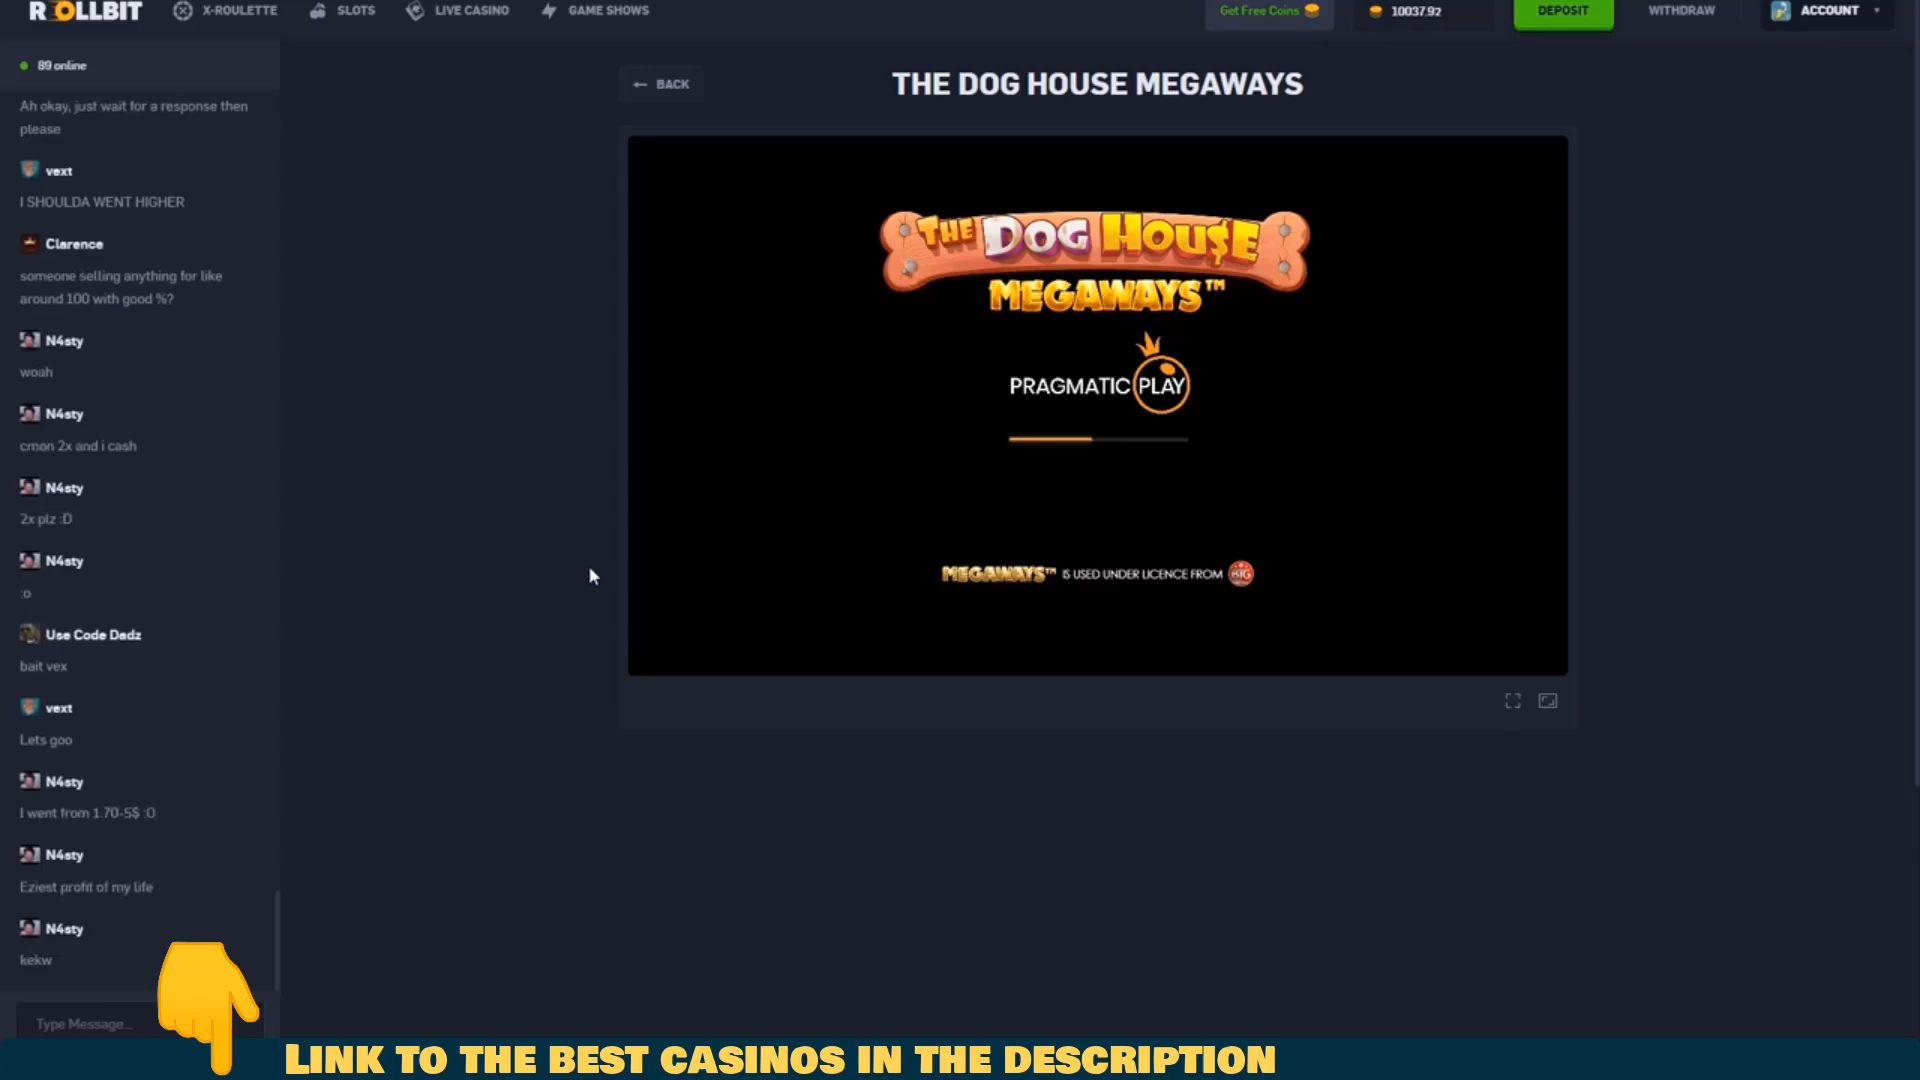 ROLLBIT
X-ROULETTE
SLOTS
LIVE CASINO
GAME SHOWS
Get Free Coins
10037.92
DEPOSIT
WITHDRAW
ACCOUNT
89 online
Ah okay, just wait for a response then
please
vext
I SHOULDA WENT HIGHER
Clarence
someone selling anything for like
around 100 with good %?
N4sty
woah
N4sty
cmon 2x and i cash
N4sty
2x plz :D
N4sty
:o
Use Code Dadz
bait vex
vext
Lets goo
N4sty
I went from 1.70-5$ :O
N4sty
Eziest profit of my life
N4sty
kekw
Type Message...
← BACK
THE DOG HOUSE MEGAWAYS
THE DOG HOU$E
MEGAWAYS™
PRAGMATIC PLAY
MEGAWAYS™ IS USED UNDER LICENCE FROM BIG
LINK TO THE BEST CASINOS IN THE DESCRIPTION